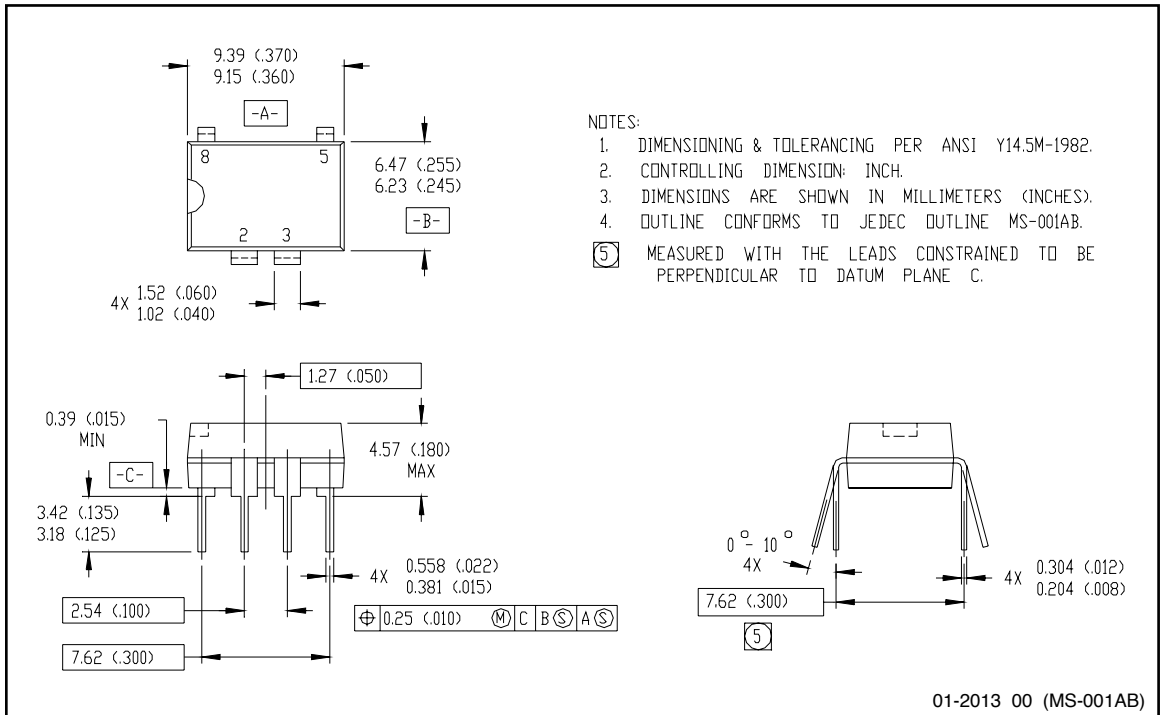 9.39 (.370)
9.15 (.360)
-A-
8
5
6.47 (.255)
6.23 (.245)
-B-
2
3
4X 1.52 (.060)
1.02 (.040)
NOTES:
1. DIMENSIONING & TOLERANCING PER ANSI Y14.5M-1982.
2. CONTROLLING DIMENSION: INCH.
3. DIMENSIONS ARE SHOWN IN MILLIMETERS (INCHES).
4. OUTLINE CONFORMS TO JEDEC OUTLINE MS-001AB.
5 MEASURED WITH THE LEADS CONSTRAINED TO BE
PERPENDICULAR TO DATUM PLANE C.
1.27 (.050)
0.39 (.015)
MIN
-C-
4.57 (.180)
MAX
3.42 (.135)
3.18 (.125)
4X 0.558 (.022)
0.381 (.015)
2.54 (.100)
⌖ 0.25 (.010) Ⓜ C B Ⓢ A Ⓢ
7.62 (.300)
0° - 10°
4X
4X 0.304 (.012)
0.204 (.008)
7.62 (.300)
5
01-2013 00 (MS-001AB)